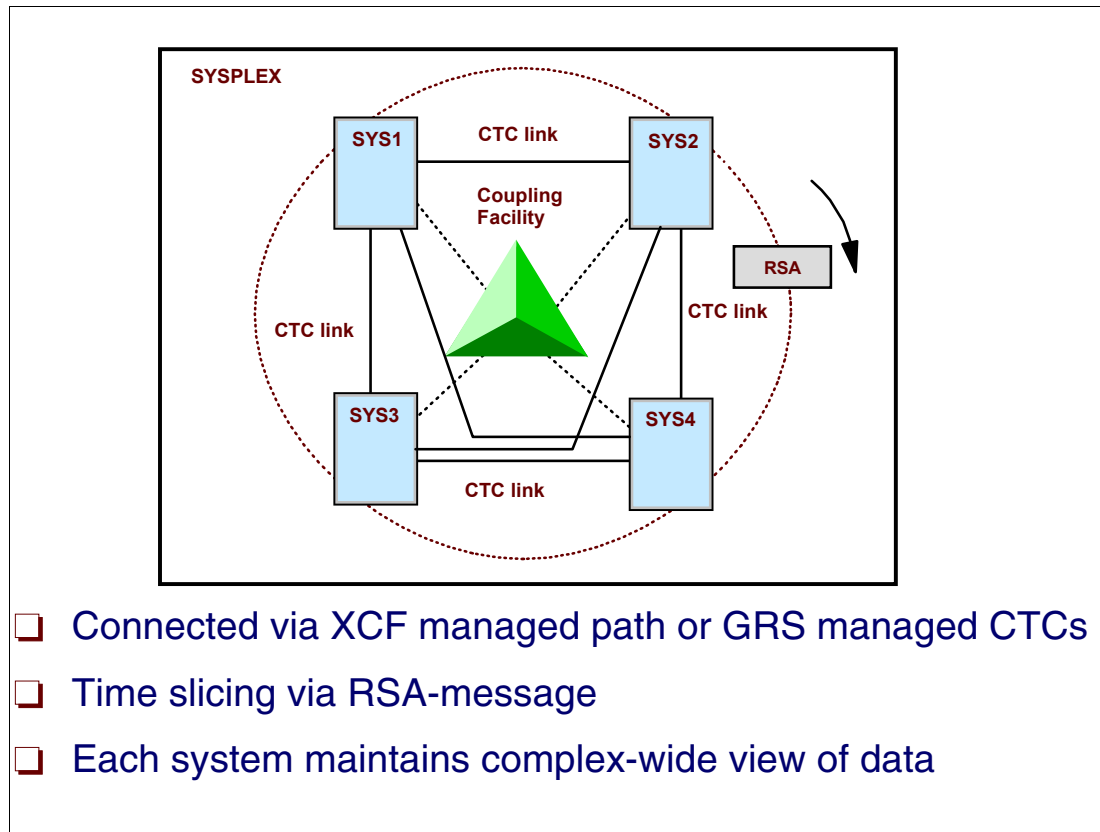 SYSPLEX
SYS1
CTC link
SYS2
Coupling
Facility
RSA
CTC link
CTC link
SYS3
SYS4
CTC link
Connected via XCF managed path or GRS managed CTCs
Time slicing via RSA-message
Each system maintains complex-wide view of data